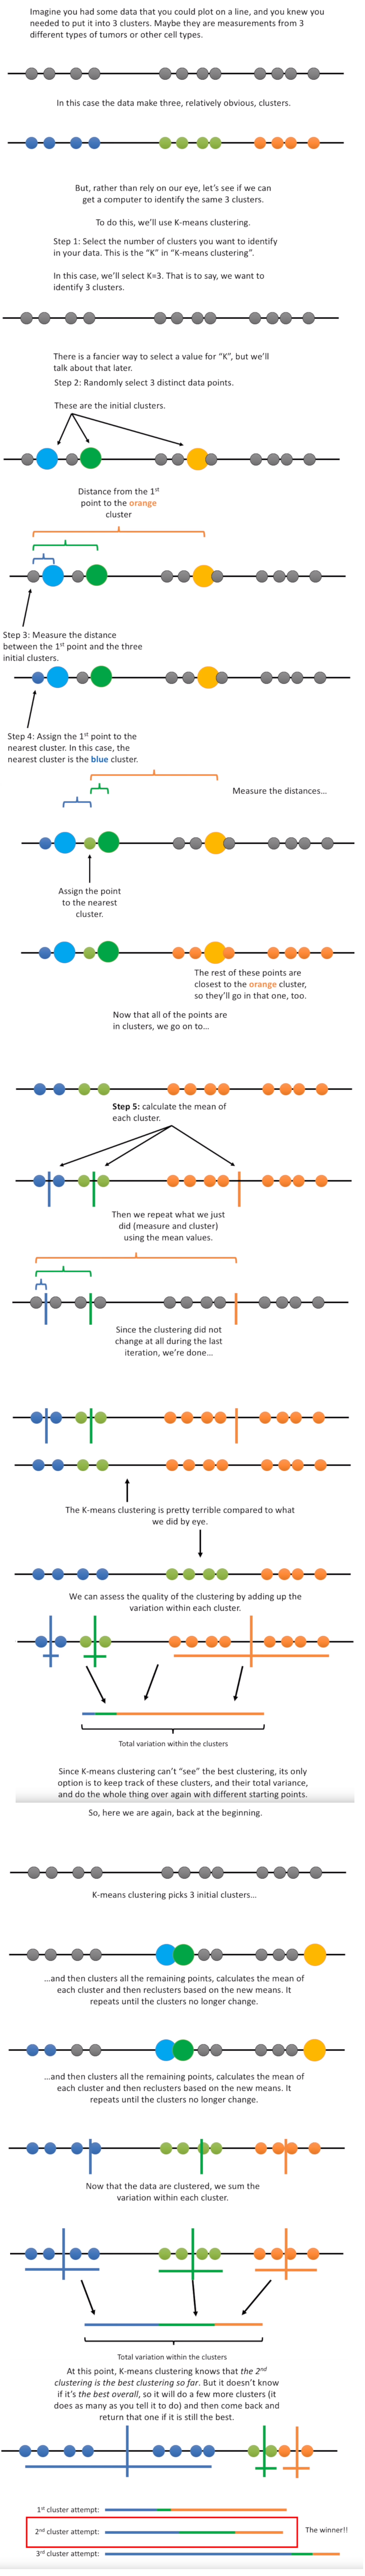 Imagine you had some data that you could plot on a line, and you knew you
needed to put it into 3 clusters. Maybe they are measurements from 3
different types of tumors or other cell types.
In this case the data make three, relatively obvious, clusters.
But, rather than rely on our eye, let's see if we can
get a computer to identify the same 3 clusters.
To do this, we'll use K-means clustering.
Step 1: Select the number of clusters you want to identify
in your data. This is the "K" in "K-means clustering".
In this case, we'll select K=3. That is to say, we want to
identify 3 clusters.
There is a fancier way to select a value for "K", but we'll
talk about that later.
Step 2: Randomly select 3 distinct data points.
These are the initial clusters.
Distance from the 1st
point to the orange
cluster
Step 3: Measure the distance
between the 1st point and the three
initial clusters.
Step 4: Assign the 1st point to the
nearest cluster. In this case, the
nearest cluster is the blue cluster.
Measure the distances…
Assign the point
to the nearest
cluster.
The rest of these points are
closest to the orange cluster,
so they'll go in that one, too.
Now that all of the points are
in clusters, we go on to…
Step 5: calculate the mean of
each cluster.
Then we repeat what we just
did (measure and cluster)
using the mean values.
Since the clustering did not
change at all during the last
iteration, we're done…
The K-means clustering is pretty terrible compared to what
we did by eye.
We can assess the quality of the clustering by adding up the
variation within each cluster.
Total variation within the clusters
Since K-means clustering can't "see" the best clustering, its only
option is to keep track of these clusters, and their total variance,
and do the whole thing over again with different starting points.
So, here we are again, back at the beginning.
K-means clustering picks 3 initial clusters…
…and then clusters all the remaining points, calculates the mean of
each cluster and then reclusters based on the new means. It
repeats until the clusters no longer change.
…and then clusters all the remaining points, calculates the mean of
each cluster and then reclusters based on the new means. It
repeats until the clusters no longer change.
Now that the data are clustered, we sum the
variation within each cluster.
Total variation within the clusters
At this point, K-means clustering knows that the 2nd
clustering is the best clustering so far. But it doesn't know
if it's the best overall, so it will do a few more clusters (it
does as many as you tell it to do) and then come back and
return that one if it is still the best.
1st cluster attempt:
2nd cluster attempt:
The winner!!
3rd cluster attempt: